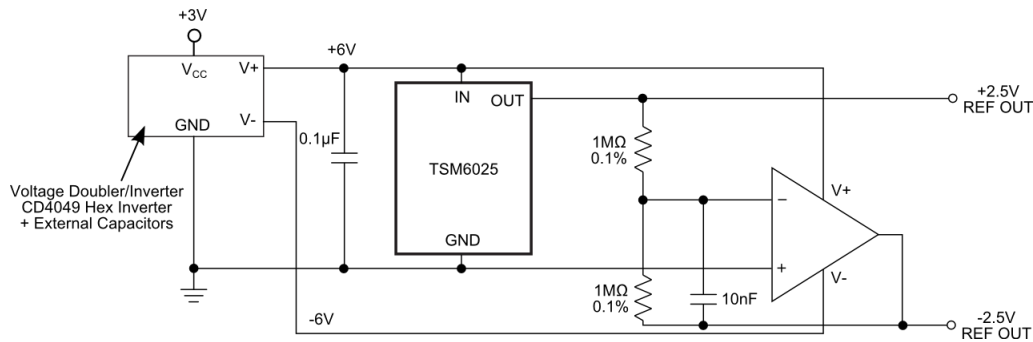 +3V
+6V
VCC
V+
GND
V-
0.1µF
IN
OUT
TSM6025
GND
1MΩ
0.1%
+2.5V
REF OUT
Voltage Doubler/Inverter
CD4049 Hex Inverter
+ External Capacitors
V+
−
+
V-
1MΩ
0.1%
10nF
-6V
-2.5V
REF OUT